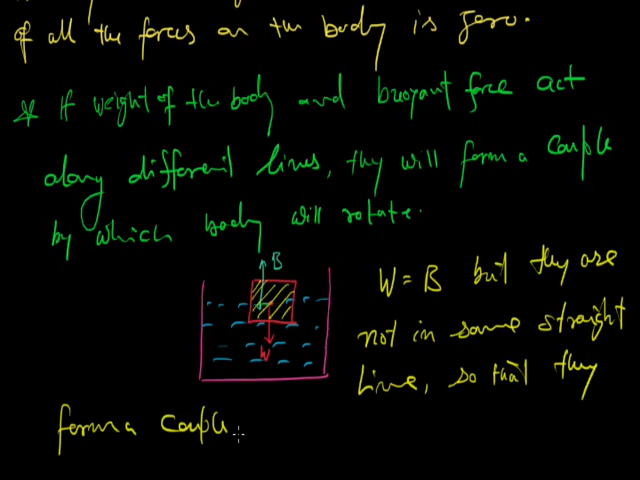 of all the forces on the body is zero.
* If weight of the body and buoyant force act
along different lines, they will form a couple
by which body will rotate.
B
W = B but they are
not in same straight
W
line, so that they
form a couple